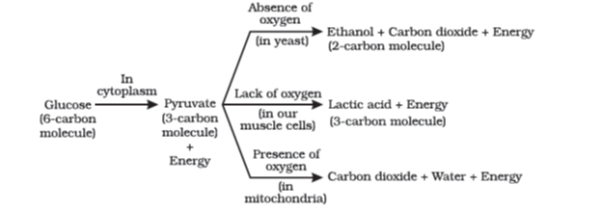 Absence of
oxygen
(in yeast)
Ethanol + Carbon dioxide + Energy
(2-carbon molecule)
In
cytoplasm
Glucose
(6-carbon
molecule)
Pyruvate
(3-carbon
molecule)
+
Energy
Lack of oxygen
(in our
muscle cells)
Lactic acid + Energy
(3-carbon molecule)
Presence of
oxygen
(in
mitochondria)
Carbon dioxide + Water + Energy